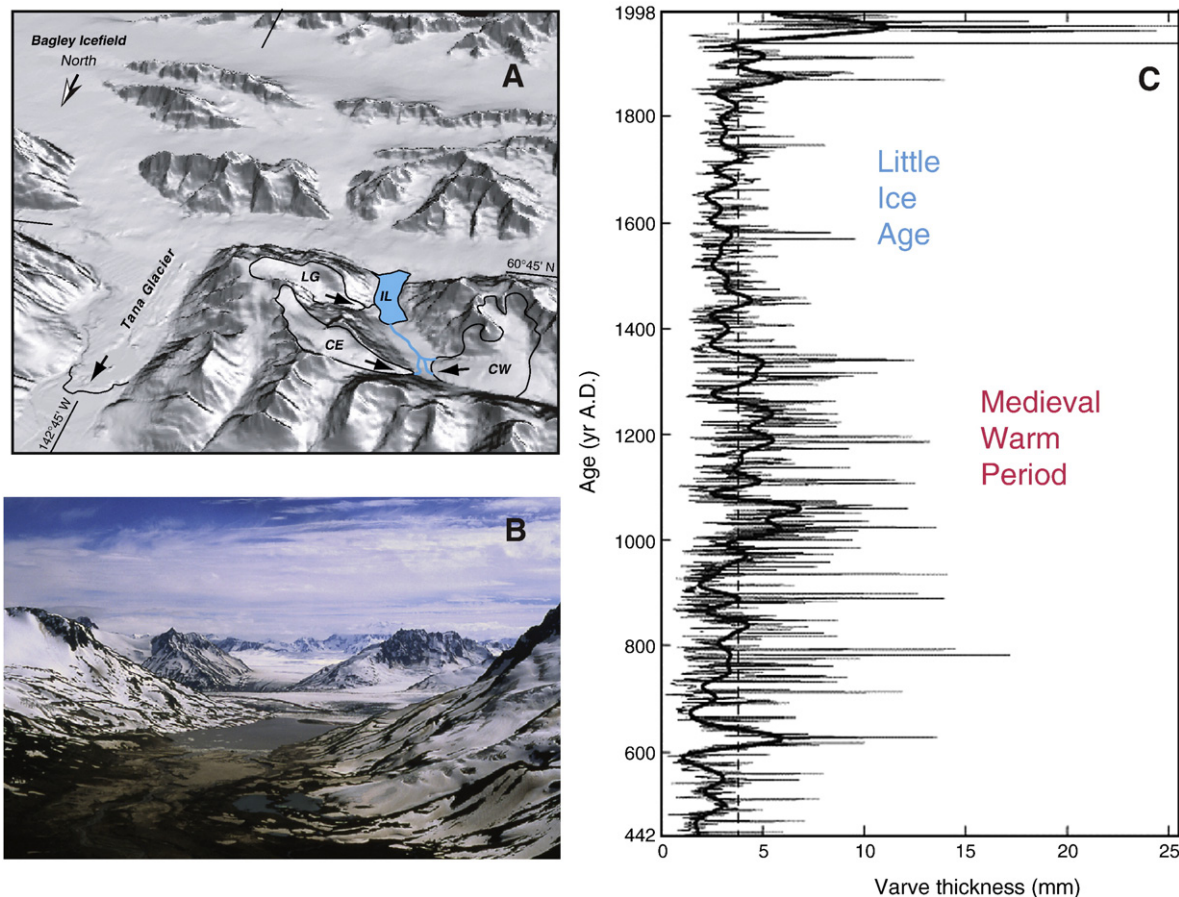 A
Bagley Icefield
North
LG
IL
60°45' N
Tana Glacier
CE
CW
142°45' W
B
C
1998
1800
1600
1400
1200
1000
800
600
442
Age (yr A.D.)
Little
Ice
Age
Medieval
Warm
Period
0
5
10
15
20
25
Varve thickness (mm)